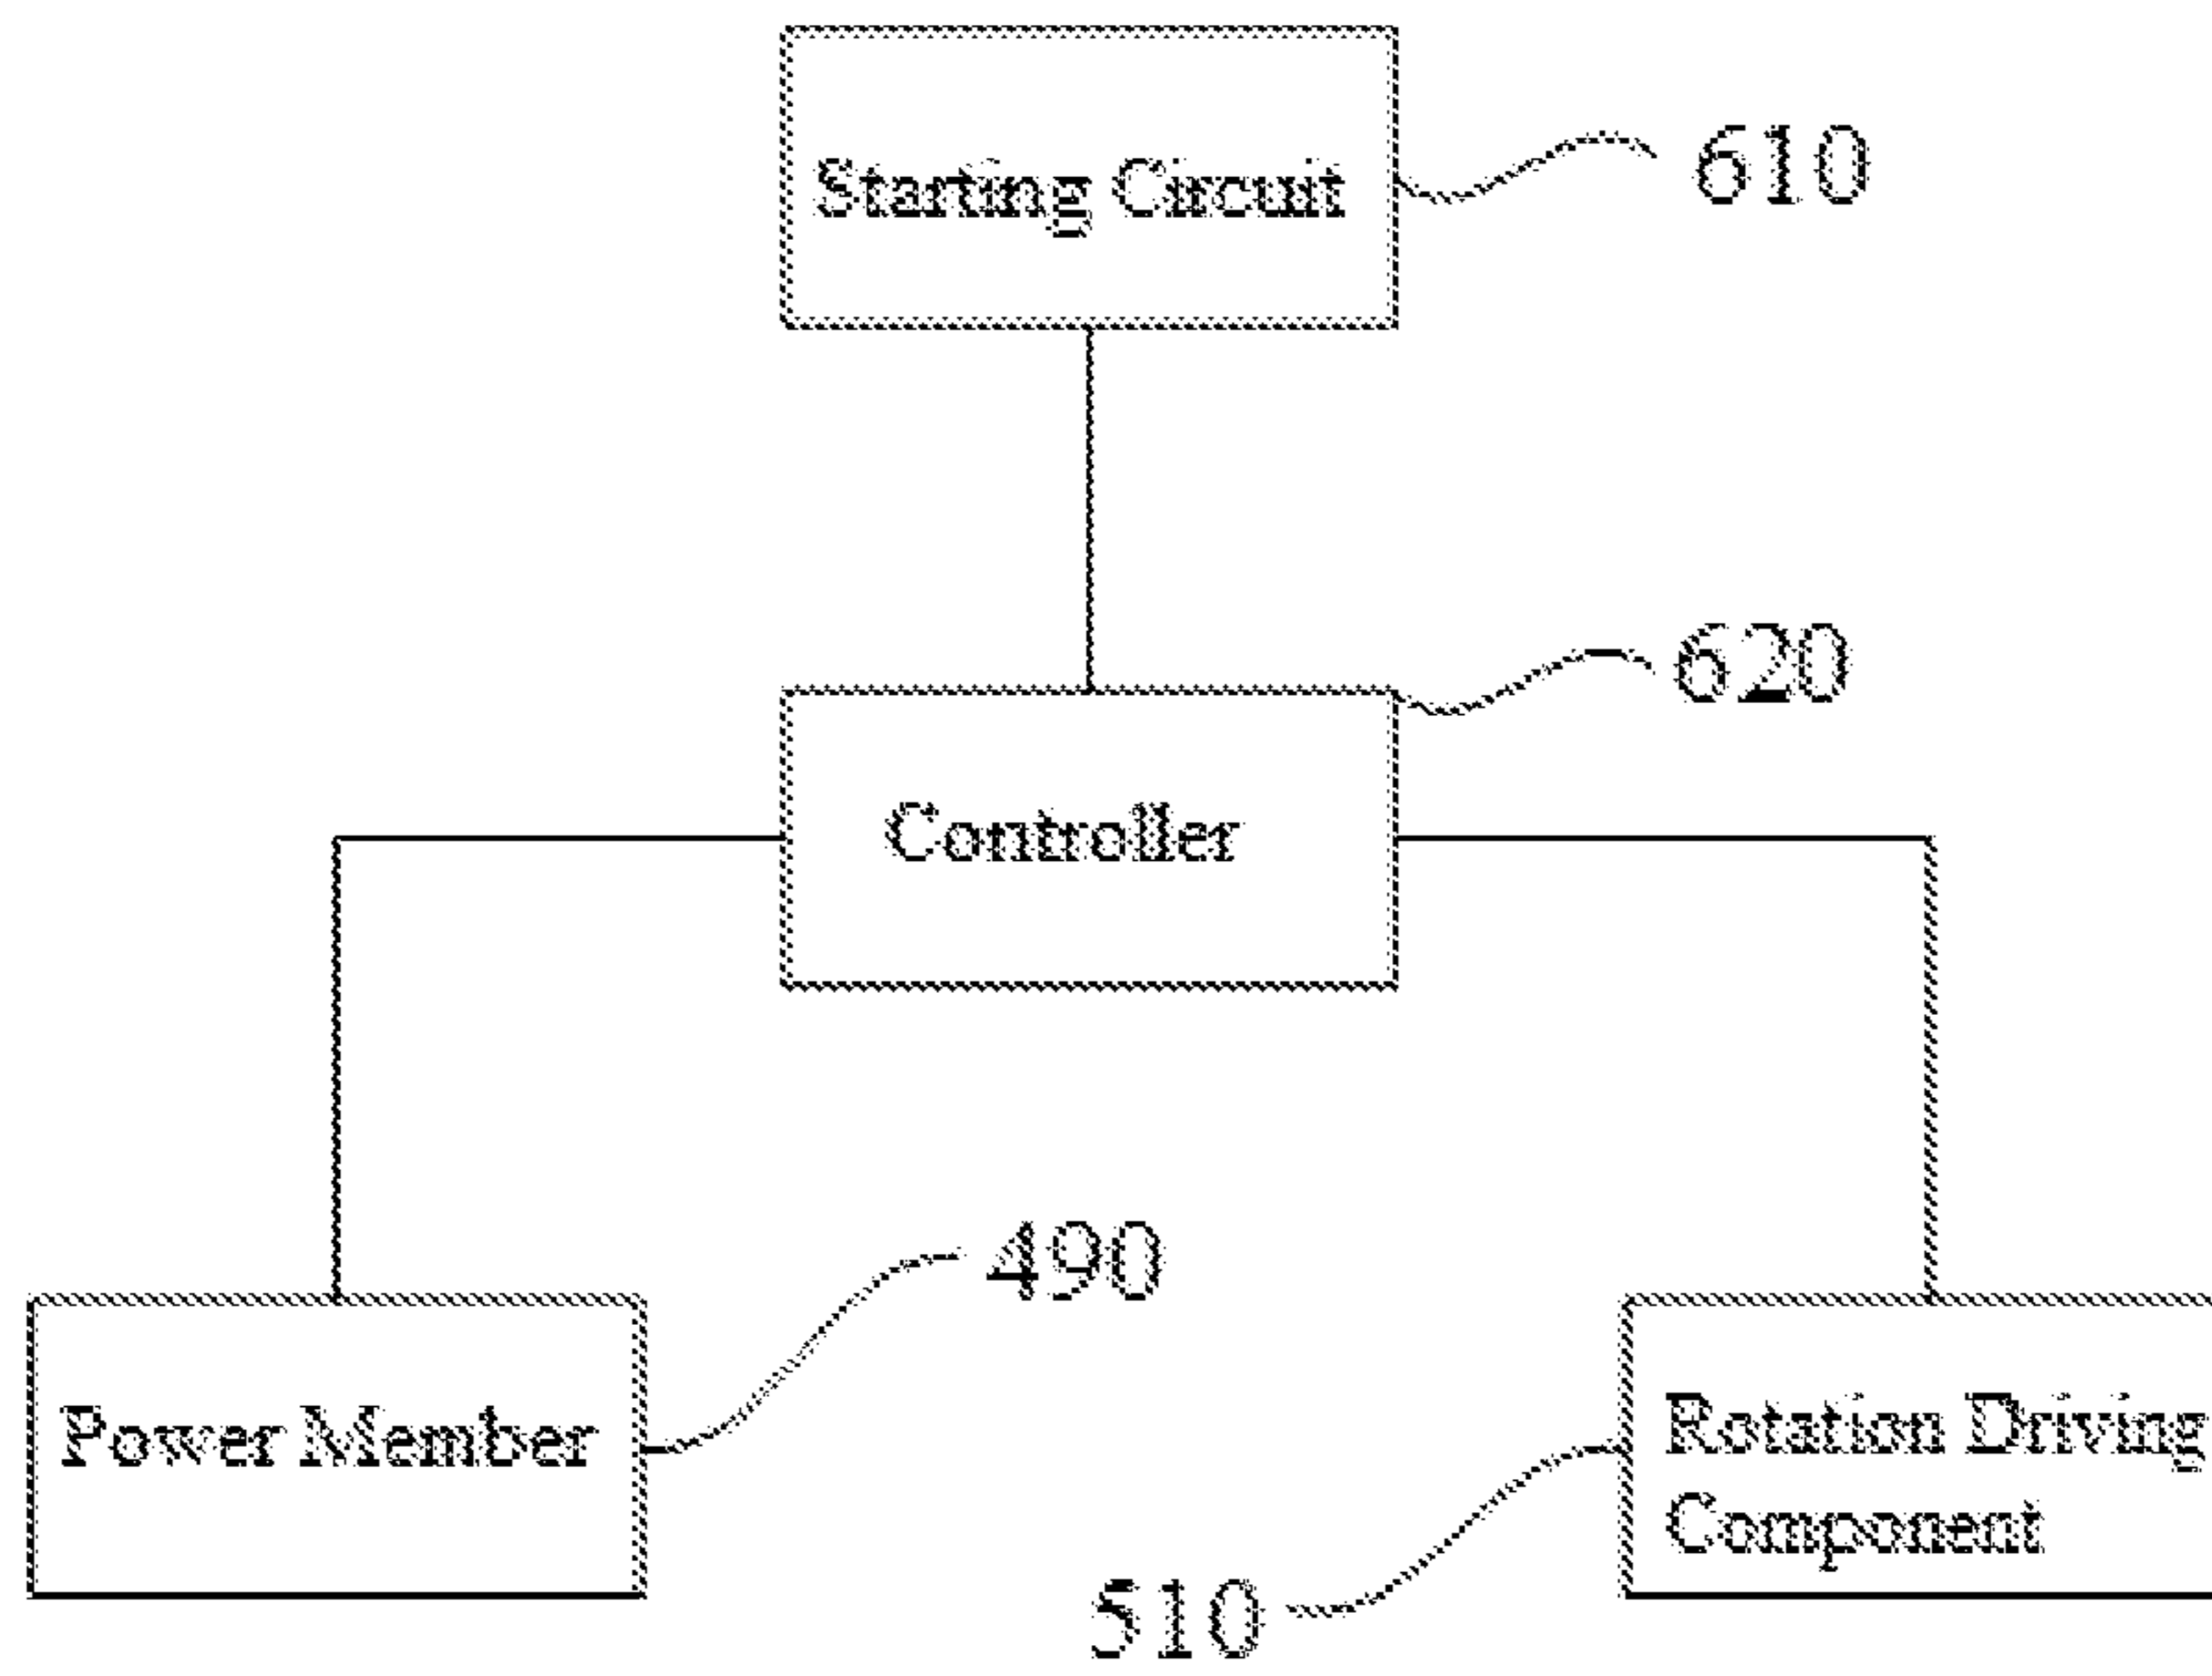 Starting Circuit
610
620
Controller
490
Power Member
Rotation Driving
Component
510